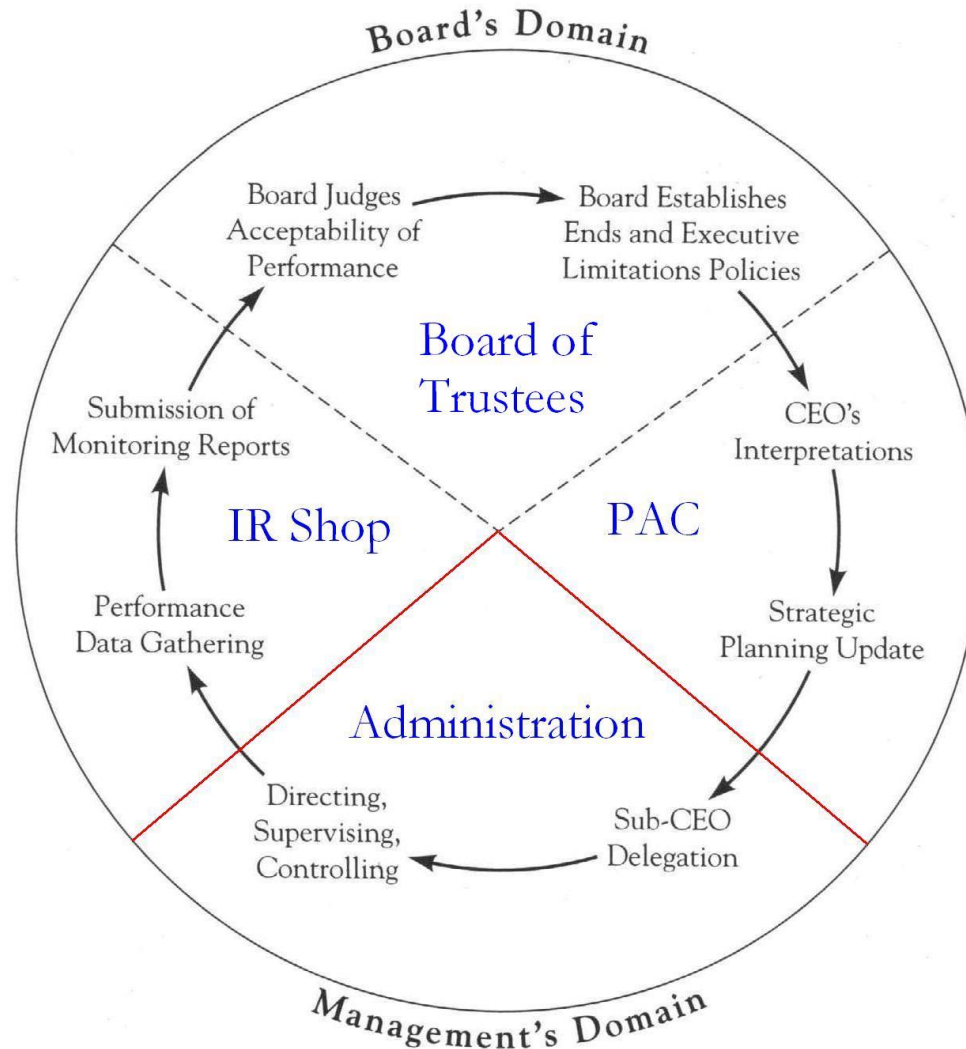 Board's Domain
Board Judges
Acceptability of
Performance
Board Establishes
Ends and Executive
Limitations Policies
Board of
Trustees
CEO's
Interpretations
Submission of
Monitoring Reports
IR Shop
PAC
Performance
Data Gathering
Strategic
Planning Update
Administration
Directing,
Supervising,
Controlling
Sub-CEO
Delegation
Management's Domain